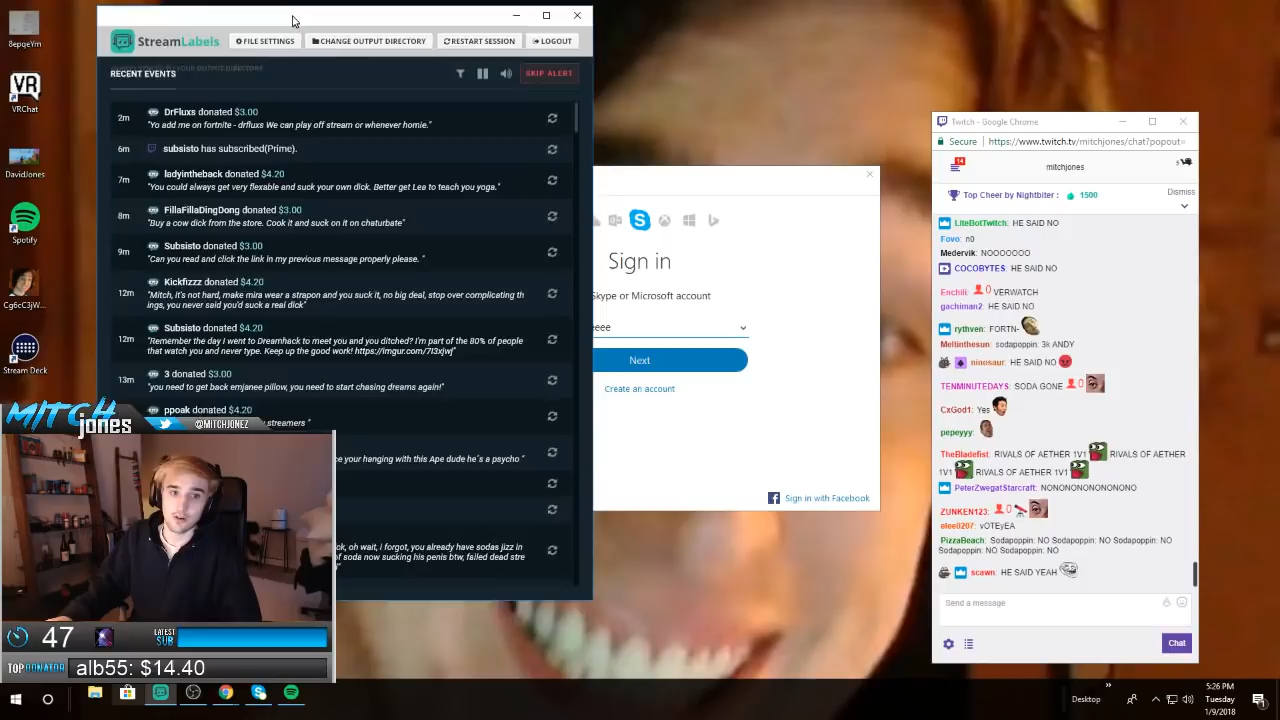 8epqeYm
VRChat
DavidJones
Spotify
Cg6cC3jW...
Stream Deck
StreamLabels
FILE SETTINGS
CHANGE OUTPUT DIRECTORY
RESTART SESSION
LOGOUT
RECENT EVENTS
SKIP ALERT
2m
DrFluxs donated $3.00
"Yo add me on fortnite - drfluxs We can play off stream or whenever homie."
6m
subsisto has subscribed(Prime).
7m
ladyintheback donated $4.20
"You could always get very flexible and suck your own dick. Better get Lea to teach you yoga."
8m
FillaFillaDingDong donated $3.00
"Buy a cow dick from the store. Cook it and suck on it on chaturbate"
9m
Subsisto donated $3.00
"Can you read and click the link in my previous message properly please. "
12m
Kickfizzz donated $4.20
"Mitch, it's not hard, make mira wear a strapon and you suck it, no big deal, stop over complicating th
ings, you never said you'd suck a real dick"
12m
Subsisto donated $4.20
"Remember the day I went to Dreamhack to meet you and you ditched? I'm part of the 80% of people
that watch you and never type. Keep up the good work! https://imgur.com/7I3xjwj"
13m
3 donated $3.00
"you need to get back emjanee pillow, you need to start chasing dreams again!"
ppoak donated $4.20
y streamers "
e your hanging with this Ape dude he´s a psycho "
ck, oh wait, i forgot, you already have sodas jizz in
of soda now sucking his penis btw, failed dead stre
MITCH
jones
@MITCHJONEZ
47
LATEST
SUB
TOP DONATOR
alb55: $14.40
Sign in
Skype or Microsoft account
eeee
Next
Create an account
Sign in with Facebook
Twitch - Google Chrome
Secure
https://www.twitch.tv/mitchjones/chat?popout=
14
mitchjones
Top Cheer by Nightbiter :
1500
Dismiss
LiteBotTwitch: HE SAID NO
Fovo: n0
Medervik: NOOOOOOO
COCOBYTES: HE SAID NO
Enchili: 0 VERWATCH
gachiman2: HE SAID NO
rythven: FORTN-
Meltinthesun: sodapoppin: 3k ANDY
ninosaur: HE SAID NO
TENMINUTEDAYS: SODA GONE 0
CxGod1: Yes
pepeyyy:
TheBladefist: RIVALS OF AETHER 1V1 RIVALS OF AETHER
1V1 RIVALS OF AETHER 1V1
PeterZwegatStarcraft: NONONONONONONONO
ZUNKEN123: 0
elee0207: vOTEyEA
PizzaBeach: Sodapoppin: NO Sodapoppin: NO Sodapoppin: NO
Sodapoppin: NO Sodapoppin: NO
scawn: HE SAID YEAH
Send a message
Chat
Desktop
5:26 PM
Tuesday
1/9/2018